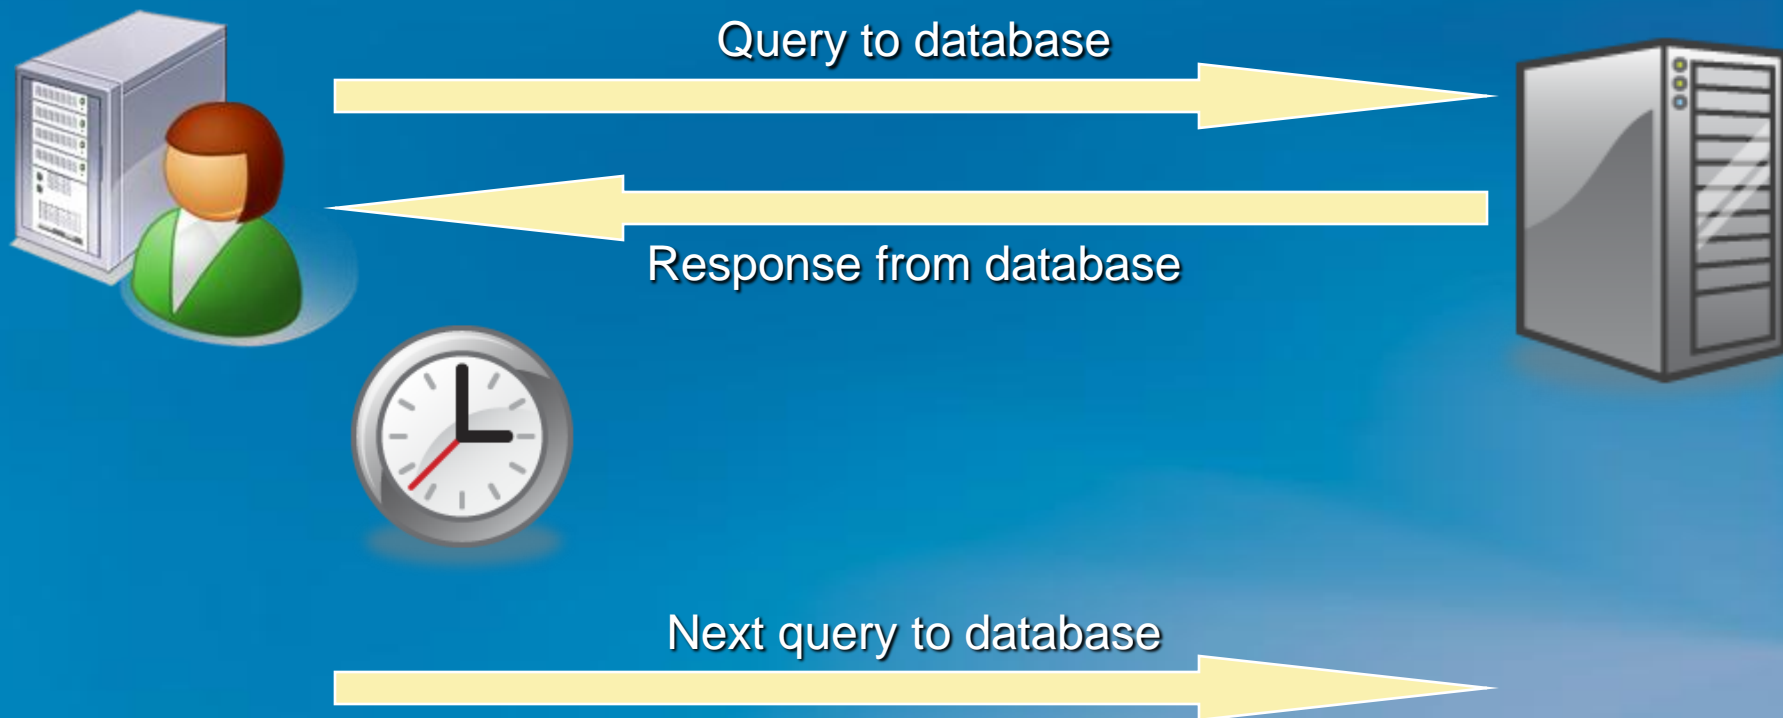 Query to database
Response from database
Next query to database